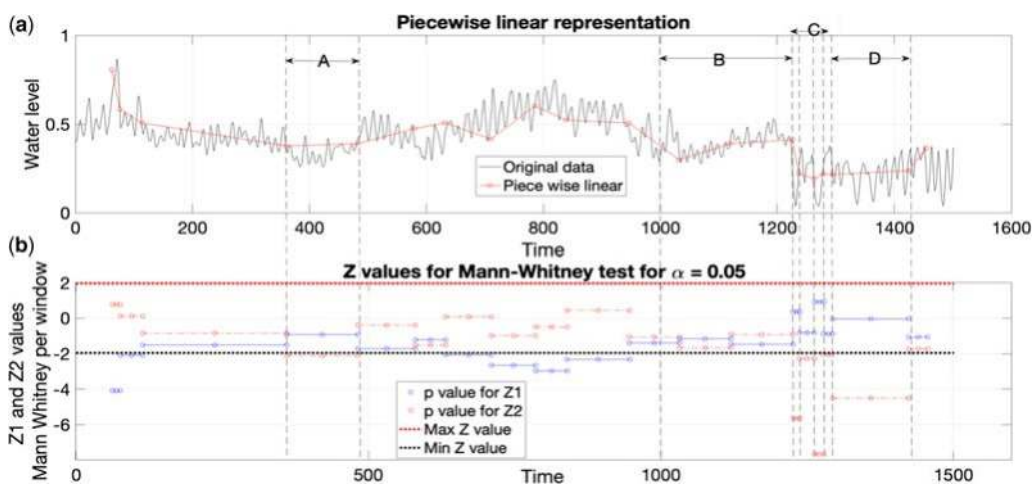 (a)
Piecewise linear representation
1
C
A
B
D
Water level
0.5
Original data
Piece wise linear
0
0 200 400 600 800 1000 1200 1400 1600
Time
(b)
Z values for Mann-Whitney test for α = 0.05
Z1 and Z2 values
Mann Whitney per window
2
0
-2
-4
-6
p value for Z1
p value for Z2
Max Z value
Min Z value
0 500 1000 1500 1600
Time